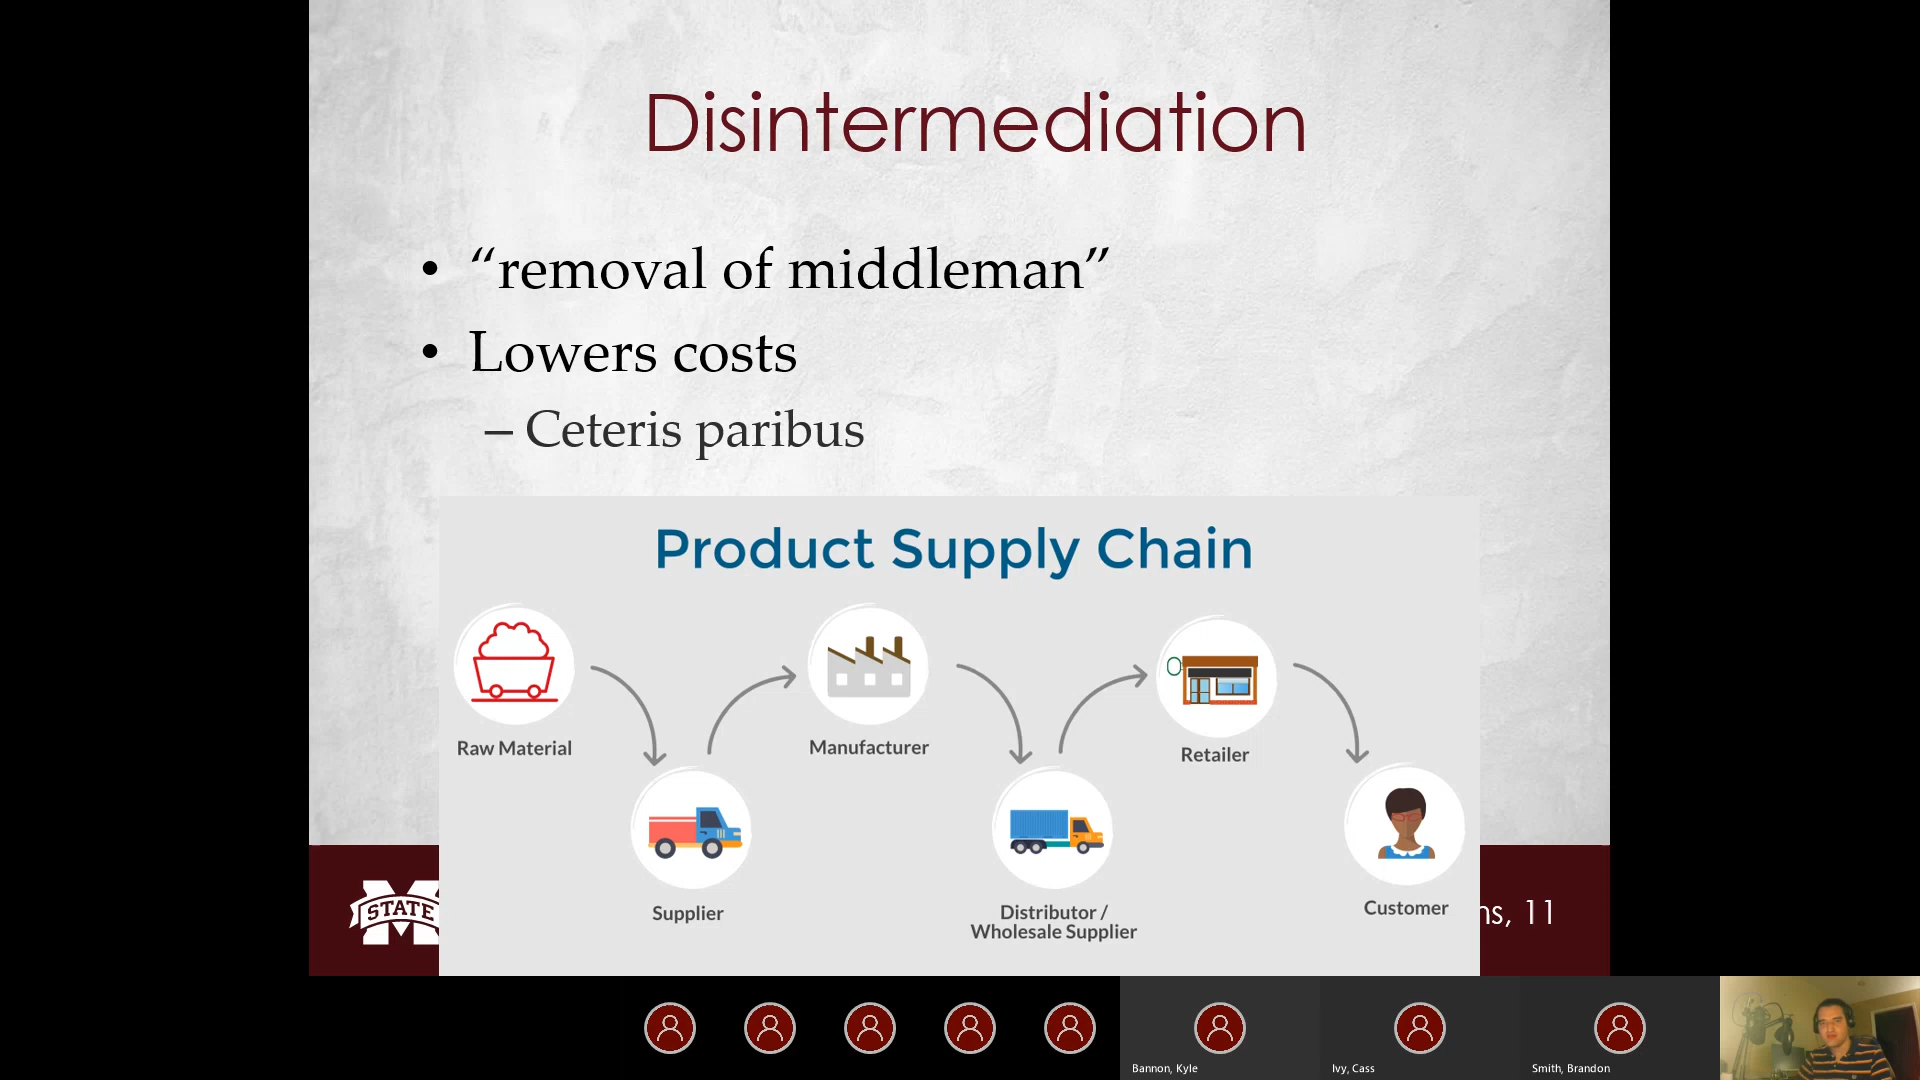 Disintermediation
• “removal of middleman”
• Lowers costs
– Ceteris paribus
Product Supply Chain
Raw Material
Manufacturer
Retailer
Supplier
Distributor /
Wholesale Supplier
Customer
STATE
11
Bannon, Kyle
Ivy, Cass
Smith, Brandon